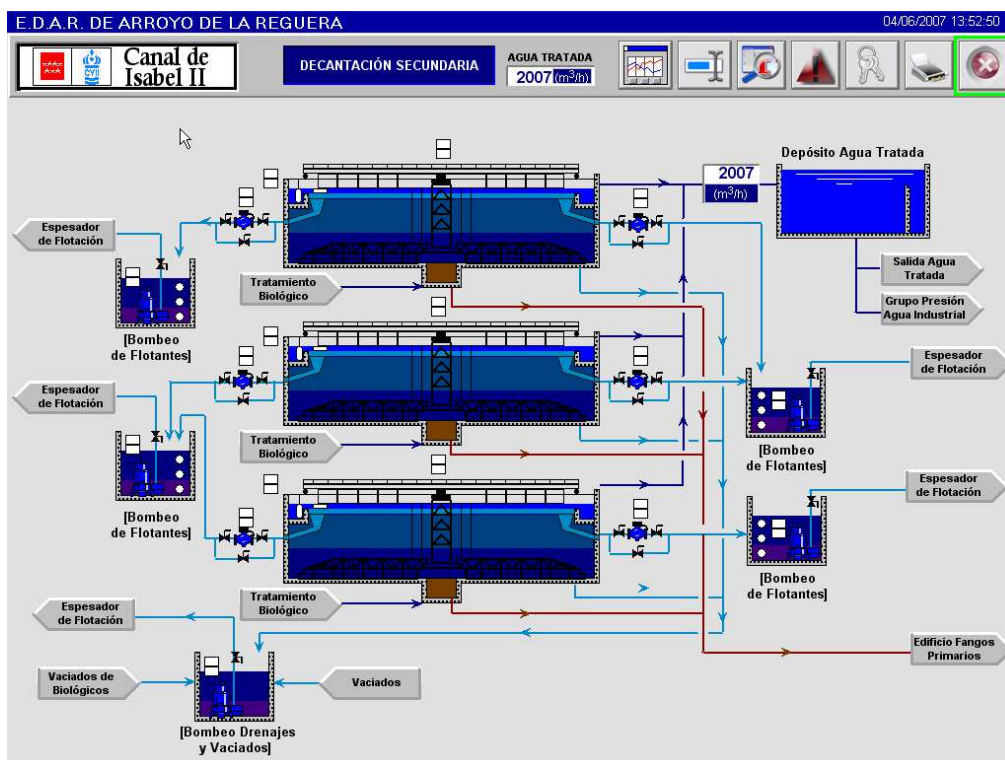 E.D.A.R. DE ARROYO DE LA REGUERA
04/06/2007 13:52:50
CYII
Canal de
Isabel II
DECANTACIÓN SECUNDARIA
AGUA TRATADA
2007 (m³/h)
Depósito Agua Tratada
2007
(m³/h)
Espesador
de Flotación
Salida Agua
Tratada
Tratamiento
Biológico
Grupo Presión
Agua Industrial
[Bombeo
de Flotantes]
Espesador
de Flotación
Espesador
de Flotación
Tratamiento
Biológico
[Bombeo
de Flotantes]
Espesador
de Flotación
[Bombeo
de Flotantes]
[Bombeo
de Flotantes]
Tratamiento
Biológico
Espesador
de Flotación
Edificio Fangos
Primarios
Vaciados de
Biológicos
Vaciados
[Bombeo Drenajes
y Vaciados]